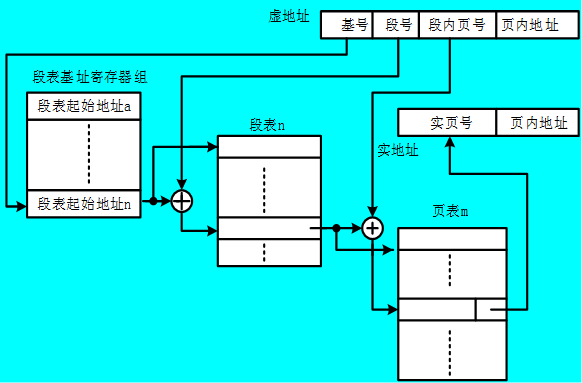 虚地址
基号 段号 段内页号 页内地址
段表基址寄存器组
段表起始地址a
段表起始地址n
段表n
实页号 页内地址
实地址
页表m